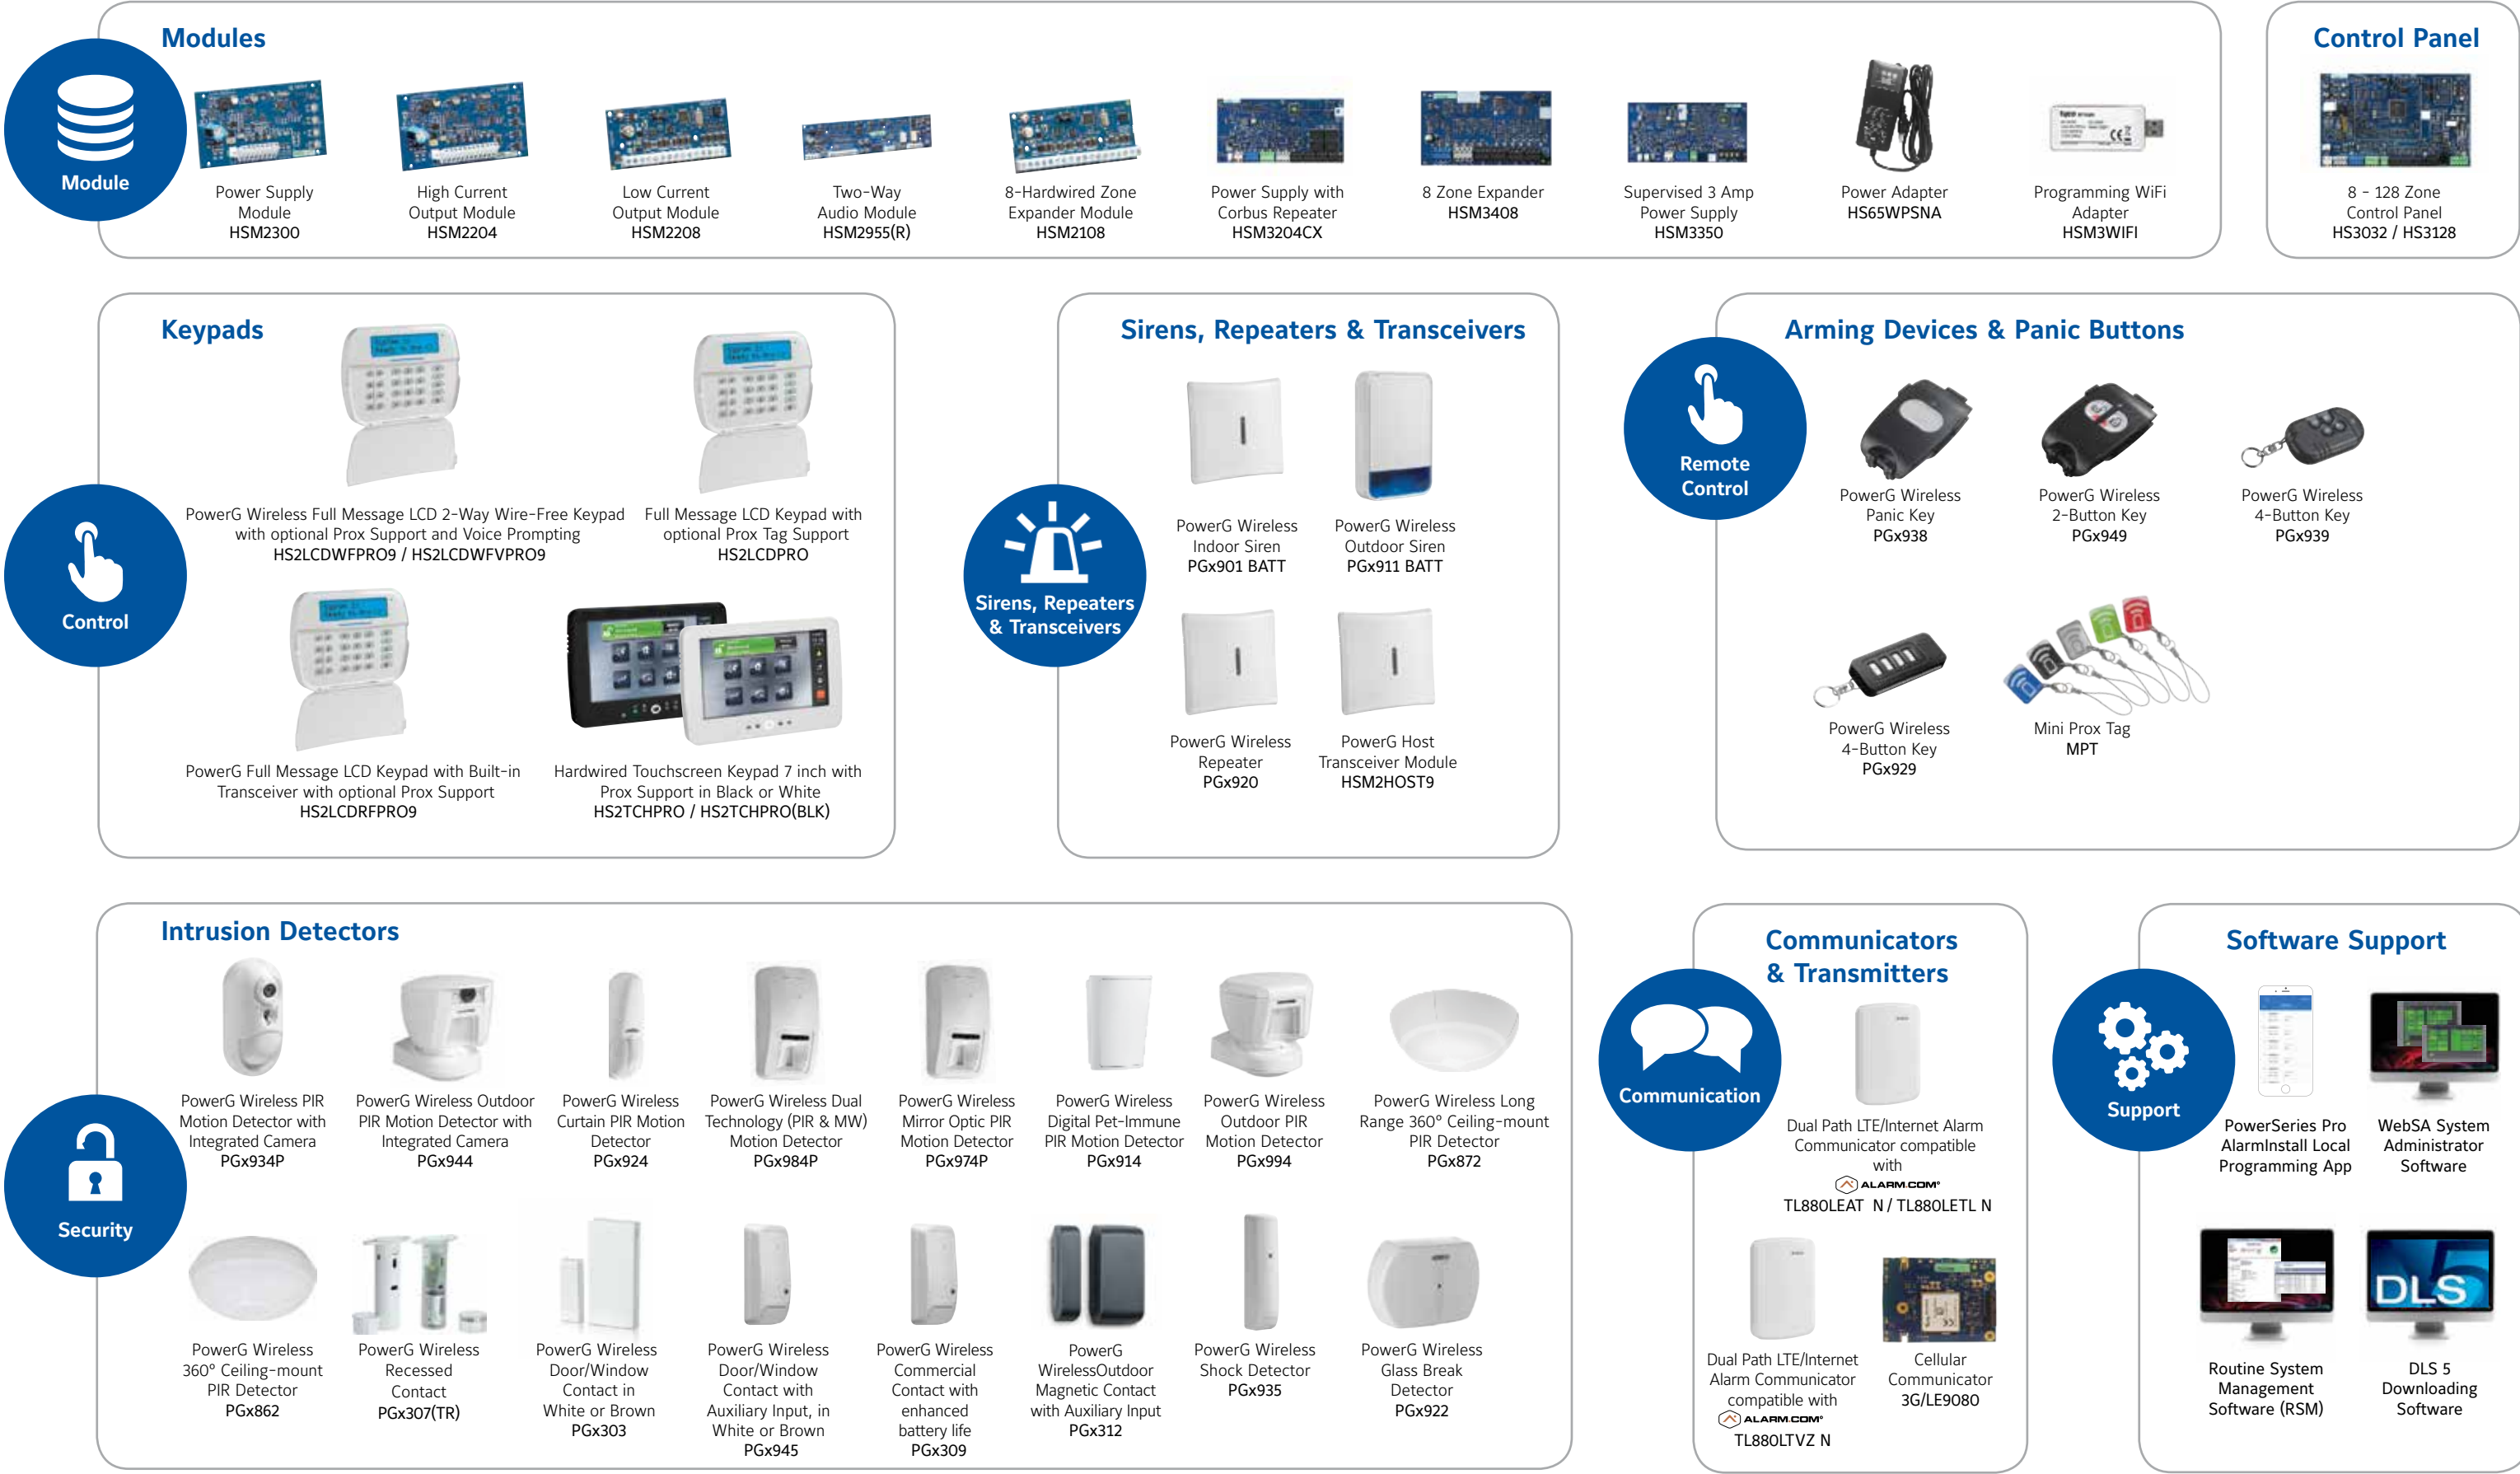 Modules
Module
Power Supply
Module
HSM2300
High Current
Output Module
HSM2204
Low Current
Output Module
HSM2208
Two-Way
Audio Module
HSM2955(R)
8-Hardwired Zone
Expander Module
HSM2108
Power Supply with
Corbus Repeater
HSM3204CX
8 Zone Expander
HSM3408
Supervised 3 Amp
Power Supply
HSM3350
Power Adapter
HS65WPSNA
Programming WiFi
Adapter
HSM3WIFI
Control Panel
8 - 128 Zone
Control Panel
HS3032 / HS3128
Keypads
Control
PowerG Wireless Full Message LCD 2-Way Wire-Free Keypad
with optional Prox Support and Voice Prompting
HS2LCDWFPRO9 / HS2LCDWFVPRO9
Full Message LCD Keypad with
optional Prox Tag Support
HS2LCDPRO
PowerG Full Message LCD Keypad with Built-in
Transceiver with optional Prox Support
HS2LCDRFPRO9
Hardwired Touchscreen Keypad 7 inch with
Prox Support in Black or White
HS2TCHPRO / HS2TCHPRO(BLK)
Sirens, Repeaters & Transceivers
Sirens, Repeaters
& Transceivers
PowerG Wireless
Indoor Siren
PGx901 BATT
PowerG Wireless
Outdoor Siren
PGx911 BATT
PowerG Wireless
Repeater
PGx920
PowerG Host
Transceiver Module
HSM2HOST9
Arming Devices & Panic Buttons
Remote
Control
PowerG Wireless
Panic Key
PGx938
PowerG Wireless
2-Button Key
PGx949
PowerG Wireless
4-Button Key
PGx939
PowerG Wireless
4-Button Key
PGx929
Mini Prox Tag
MPT
Intrusion Detectors
Security
PowerG Wireless PIR
Motion Detector with
Integrated Camera
PGx934P
PowerG Wireless Outdoor
PIR Motion Detector with
Integrated Camera
PGx944
PowerG Wireless
Curtain PIR Motion
Detector
PGx924
PowerG Wireless Dual
Technology (PIR & MW)
Motion Detector
PGx984P
PowerG Wireless
Mirror Optic PIR
Motion Detector
PGx974P
PowerG Wireless
Digital Pet-Immune
PIR Motion Detector
PGx914
PowerG Wireless
Outdoor PIR
Motion Detector
PGx994
PowerG Wireless Long
Range 360° Ceiling-mount
PIR Detector
PGx872
PowerG Wireless
360° Ceiling-mount
PIR Detector
PGx862
PowerG Wireless
Recessed
Contact
PGx307(TR)
PowerG Wireless
Door/Window
Contact in
White or Brown
PGx303
PowerG Wireless
Door/Window
Contact with
Auxiliary Input, in
White or Brown
PGx945
PowerG Wireless
Commercial
Contact with
enhanced
battery life
PGx309
PowerG
WirelessOutdoor
Magnetic Contact
with Auxiliary Input
PGx312
PowerG Wireless
Shock Detector
PGx935
PowerG Wireless
Glass Break
Detector
PGx922
Communicators
& Transmitters
Communication
Dual Path LTE/Internet Alarm
Communicator compatible
with
ALARM.COM®
TL880LEAT N / TL880LETL N
Dual Path LTE/Internet
Alarm Communicator
compatible with
ALARM.COM®
TL880LTVZ N
Cellular
Communicator
3G/LE9080
Software Support
Support
PowerSeries Pro
AlarmInstall Local
Programming App
WebSA System
Administrator
Software
Routine System
Management
Software (RSM)
DLS 5
DLS 5
Downloading
Software